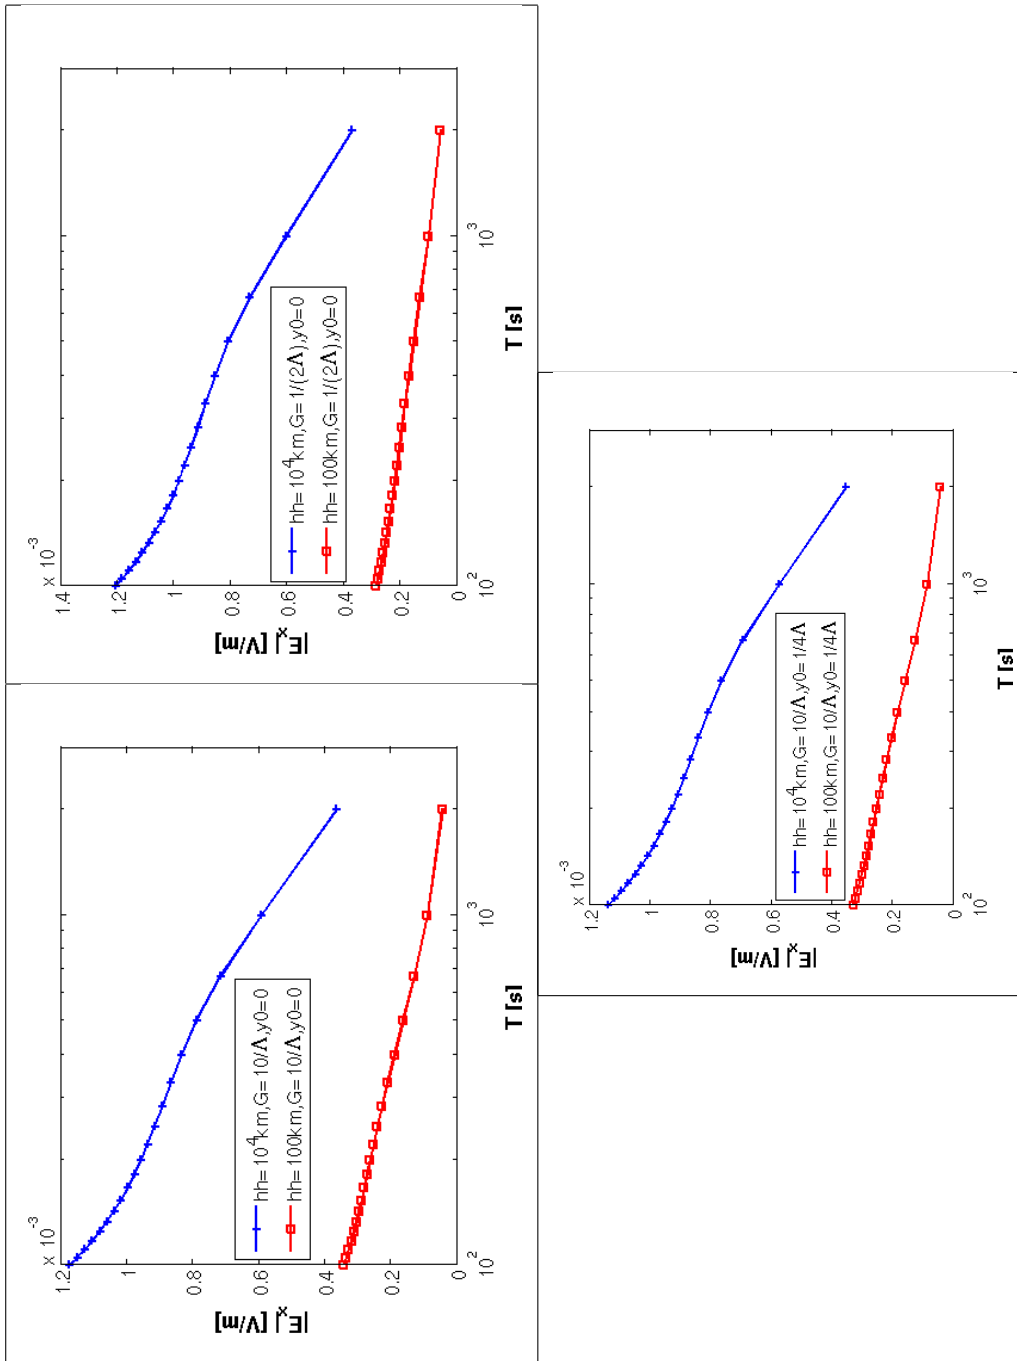 × 10⁻³
1.2
1
0.8
0.6
0.4
0.2
0
|Eₓ| [V/m]
hh=10⁴km,G=10/Λ,y0=0
hh=100km,G=10/Λ,y0=0
10² 10³
T [s]
× 10⁻³
1.4
1.2
1
0.8
0.6
0.4
0.2
0
|Eₓ| [V/m]
hh=10⁴km,G=1/(2Λ),y0=0
hh=100km,G=1/(2Λ),y0=0
10² 10³
T [s]
× 10⁻³
1.2
1
0.8
0.6
0.4
0.2
0
|Eₓ| [V/m]
hh=10⁴km,G=10/Λ,y0=1/4Λ
hh=100km,G=10/Λ,y0=1/4Λ
10² 10³
T [s]